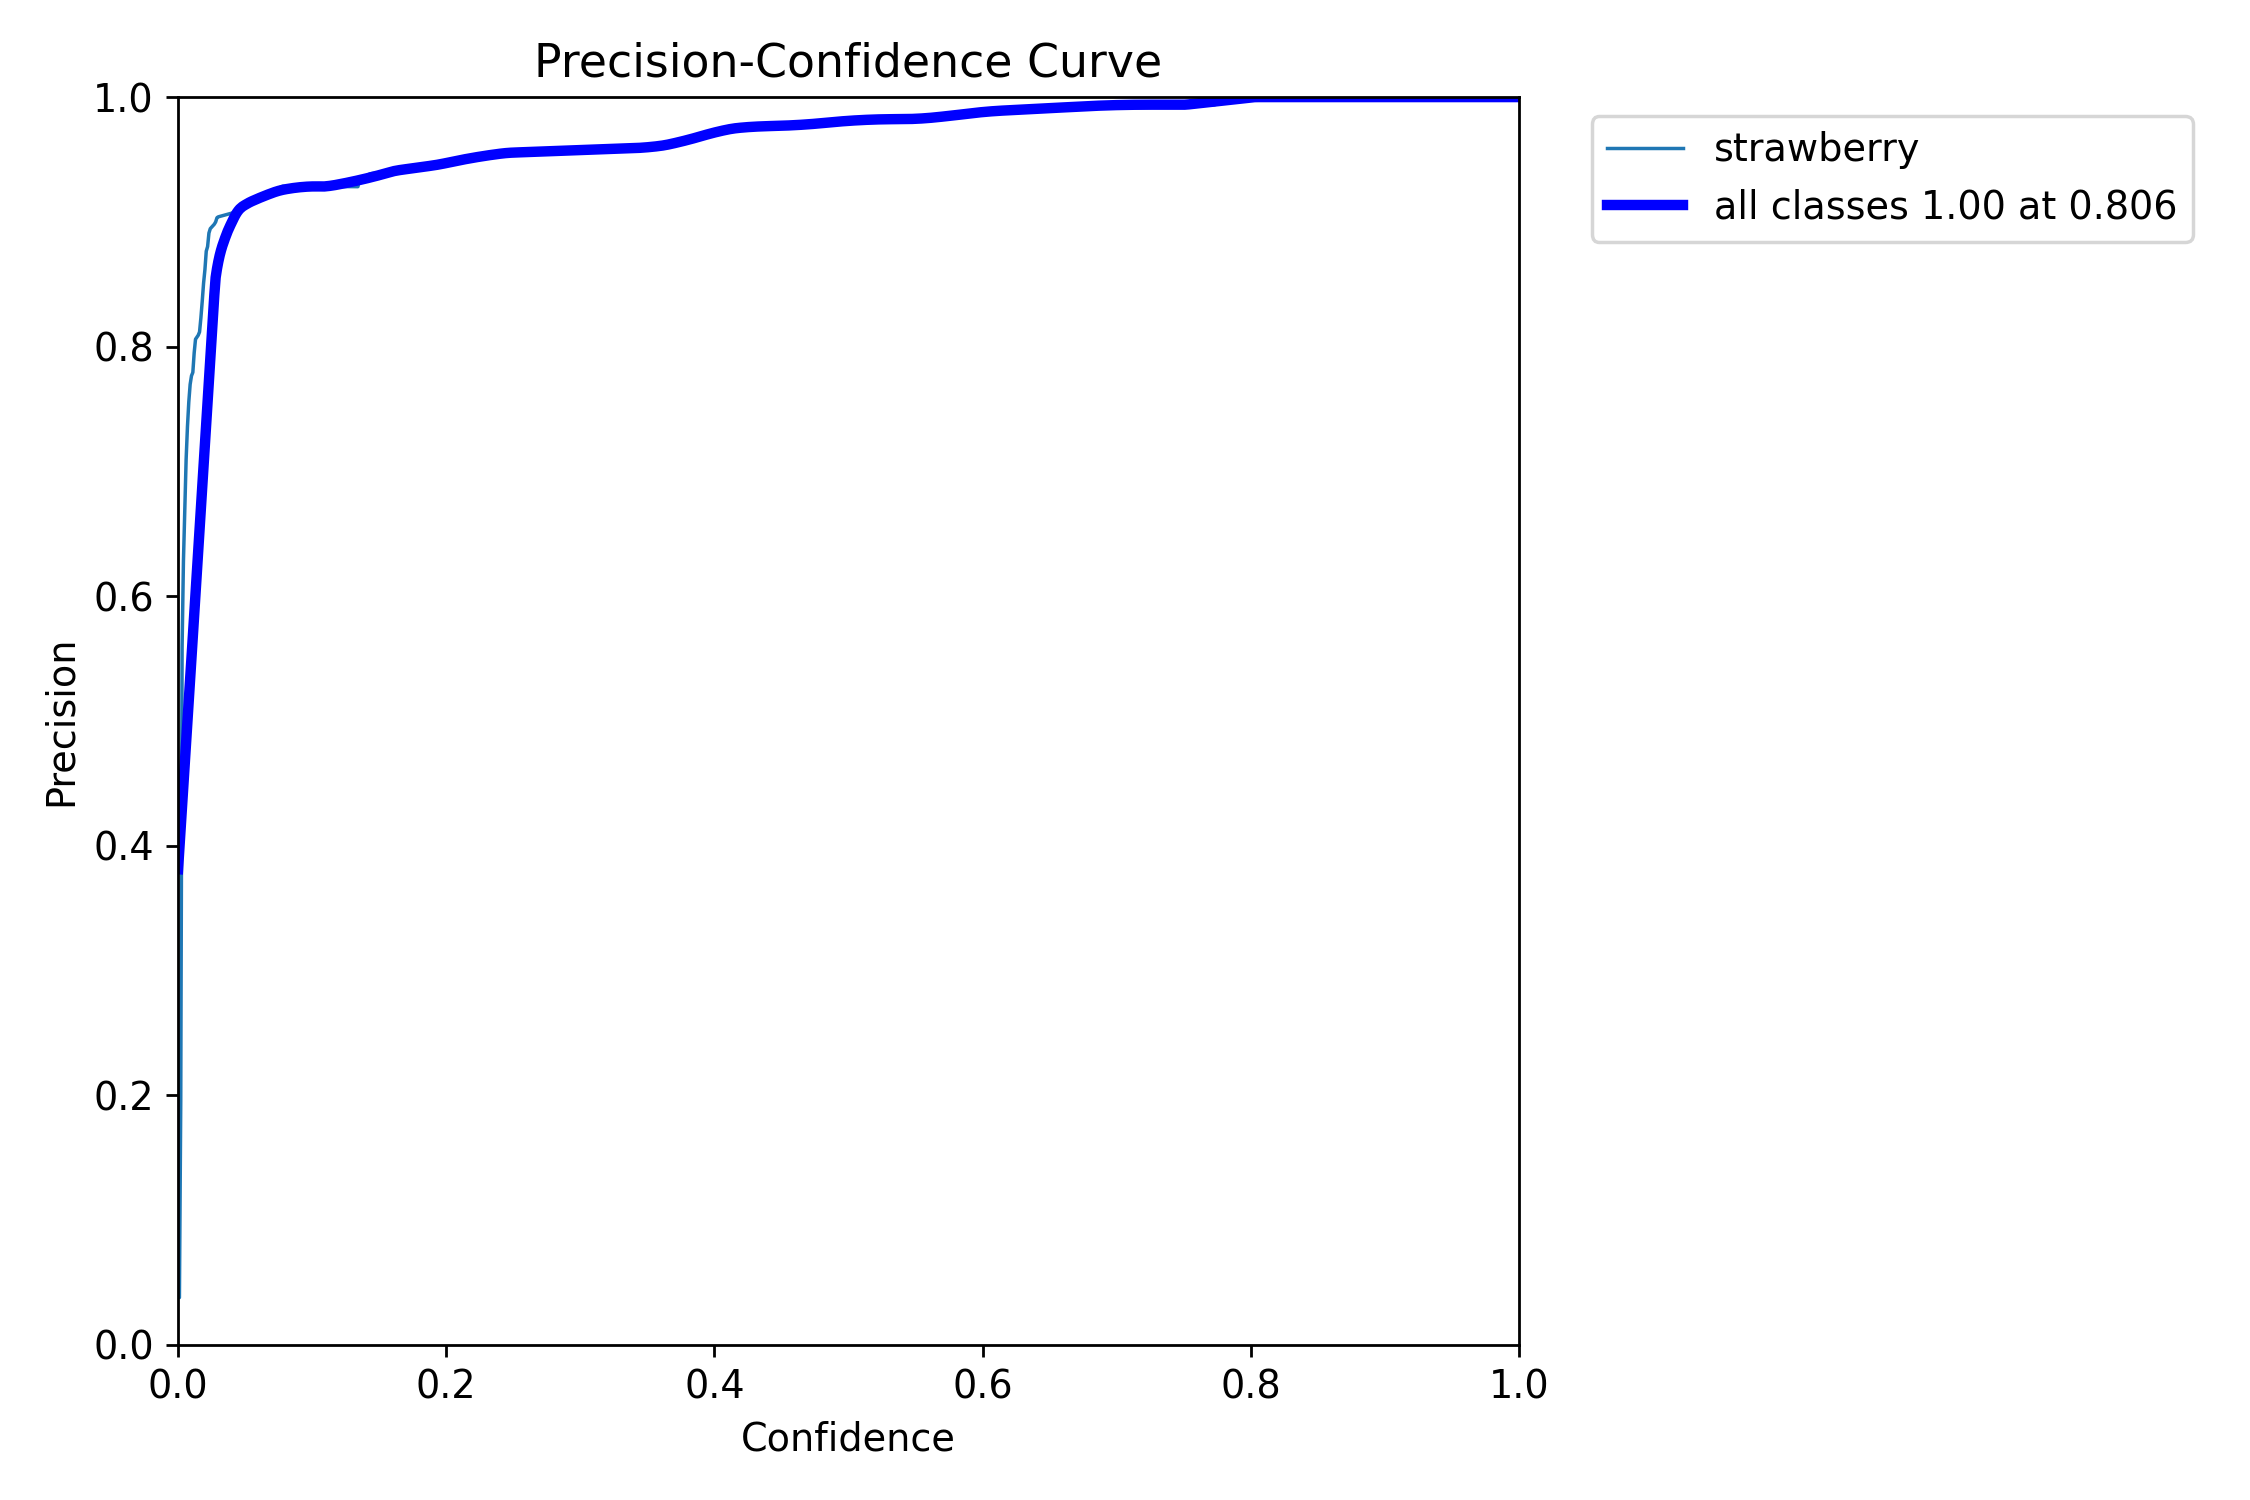 Precision-Confidence Curve
1.0
0.8
0.6
0.4
0.2
0.0
Precision
0.0 0.2 0.4 0.6 0.8 1.0
Confidence
strawberry
all classes 1.00 at 0.806